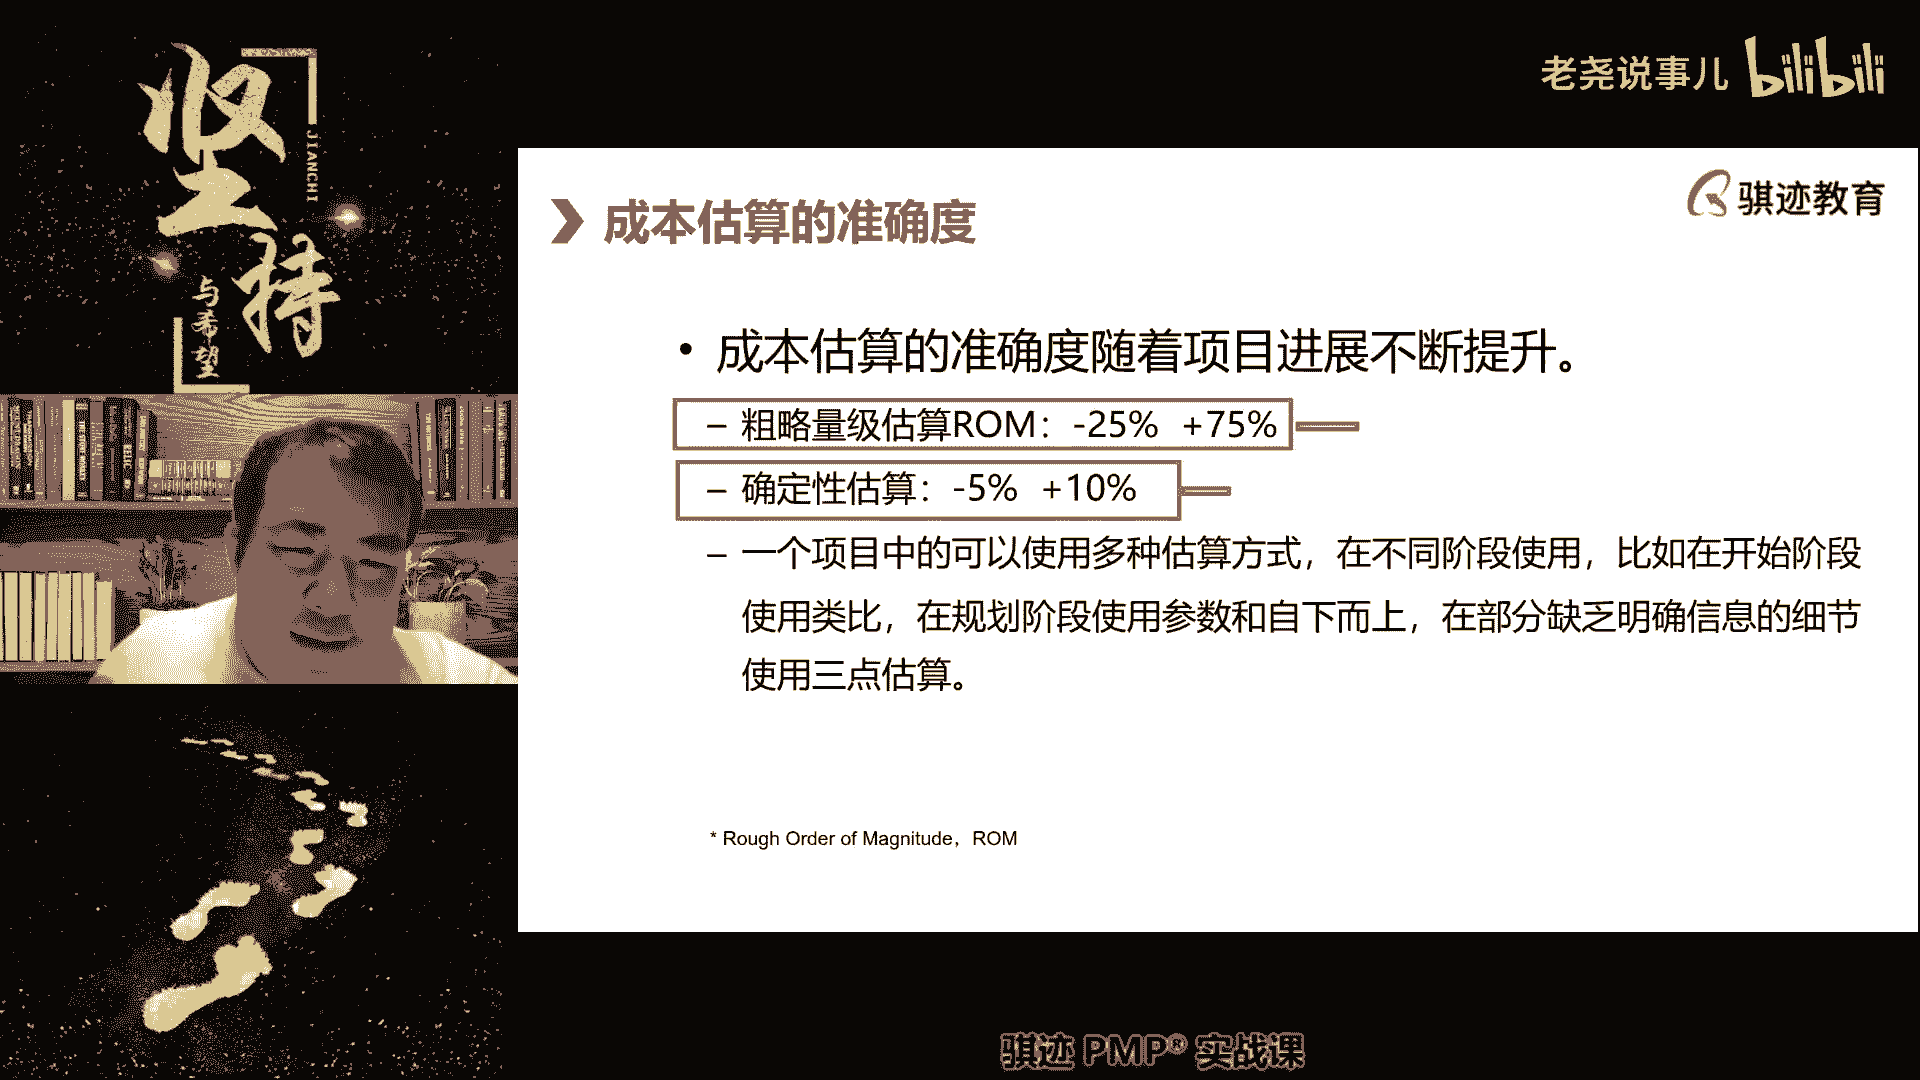 坚持
JIANCHI
与希望
老尧说事儿 bilibili
骐迹教育
成本估算的准确度
• 成本估算的准确度随着项目进展不断提升。
– 粗略量级估算ROM：-25% +75%
– 确定性估算：-5% +10%
– 一个项目中的可以使用多种估算方式，在不同阶段使用，比如在开始阶段
使用类比，在规划阶段使用参数和自下而上，在部分缺乏明确信息的细节
使用三点估算。
* Rough Order of Magnitude，ROM
骐迹 PMP® 实战课